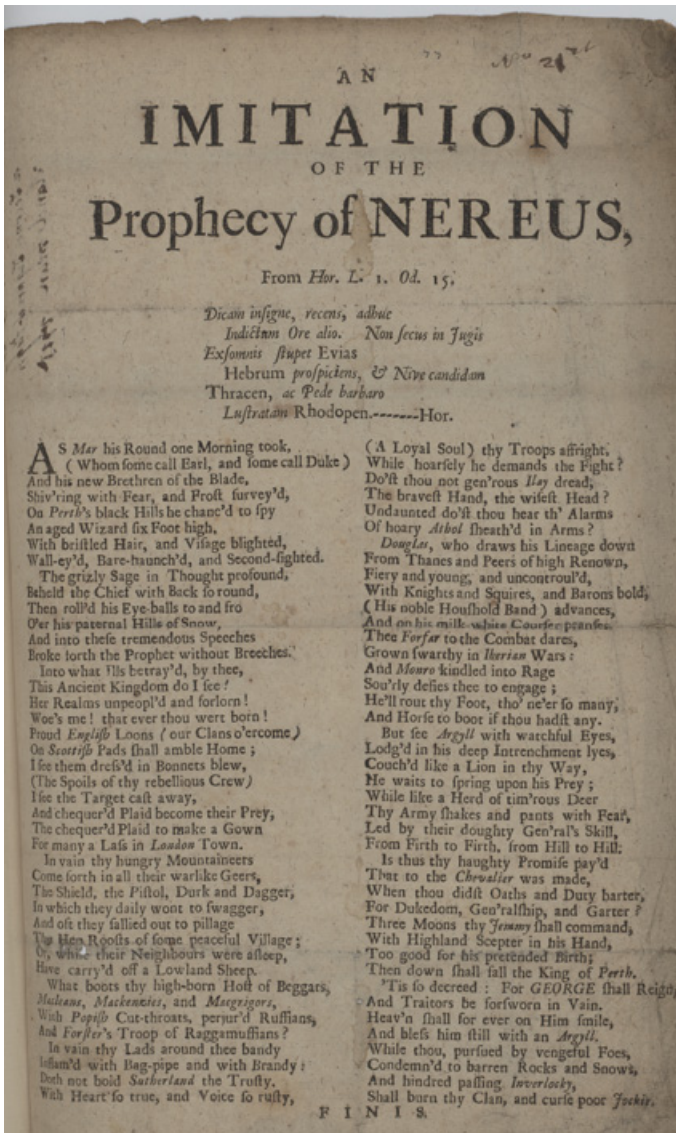 No 21
AN
IMITATION
OF THE
Prophecy of NEREUS,
From Hor. L. 1. Od. 15.
Dicam insigne, recens, adhuc
Indictum Ore alio. Non secus in Jugis
Exsomnis stupet Evias
Hebrum prospiciens, & Nive candidam
Thracen, ac Pede barbaro
Lustratam Rhodopen.-------Hor.
AS Mar his Round one Morning took,
(Whom some call Earl, and some call Duke)
And his new Brethren of the Blade,
Shiv'ring with Fear, and Frost survey'd,
On Perth's black Hills he chanc'd to spy
An aged Wizard six Foot high,
With bristled Hair, and Visage blighted,
Wall-ey'd, Bare-haunch'd, and Second-sighted.
The grizly Sage in Thought profound,
Beheld the Chief with Back so round,
Then roll'd his Eye-balls to and fro
O'er his paternal Hills of Snow,
And into these tremendous Speeches
Broke forth the Prophet without Breeches.
Into what Ills betray'd, by thee,
This Ancient Kingdom do I see!
Her Realms unpeopl'd and forlorn!
Woe's me! that ever thou wert born!
Proud English Loons (our Clans o'ercome)
On Scottish Pads shall amble Home;
I see them dress'd in Bonnets blew,
(The Spoils of thy rebellious Crew)
I see the Target cast away,
And chequer'd Plaid become their Prey,
The chequer'd Plaid to make a Gown
For many a Lass in London Town.
In vain thy hungry Mountaineers
Come forth in all their warlike Geers,
The Shield, the Pistol, Durk and Dagger,
In which they daily wont to swagger,
And oft they sallied out to pillage
The Hen Roosts of some peaceful Village;
Or, while their Neighbours were asleep,
Have carry'd off a Lowland Sheep.
What boots thy high-born Host of Beggars,
Macleans, Mackenzies, and Macgrigors,
With Popish Cut-throats, perjur'd Ruffians,
And Forster's Troop of Raggamuffians?
In vain thy Lads around thee bandy
Inflam'd with Bag-pipe and with Brandy:
Doth not bold Sutherland the Trusty.
With Heart so true, and Voice so rusty,
(A Loyal Soul) thy Troops affright,
While hoarsely he demands the Fight?
Do'st thou not gen'rous Ilay dread,
The bravest Hand, the wisest Head?
Undaunted do'st thou hear th' Alarms
Of hoary Athol sheath'd in Arms?
Douglas, who draws his Lineage down
From Thanes and Peers of high Renown,
Fiery and young, and uncontroul'd,
With Knights and Squires, and Barons bold,
(His noble Houshold Band) advances,
And on his milk-white Courser prances.
Thee Forfar to the Combat dares,
Grown swarthy in Iberian Wars:
And Monro kindled into Rage
Sou'rly defies thee to engage;
He'll rout thy Foot, tho' ne'er so many,
And Horse to boot if thou hadst any.
But see Argyll with watchful Eyes,
Lodg'd in his deep Intrenchment lyes,
Couch'd like a Lion in thy Way,
He waits to spring upon his Prey;
While like a Herd of tim'rous Deer
Thy Army shakes and pants with Fear,
Led by their doughty Gen'ral's Skill,
From Firth to Firth, from Hill to Hill.
Is thus thy haughty Promise pay'd
That to the Chevalier was made,
When thou didst Oaths and Duty barter,
For Dukedom, Gen'ralship, and Garter?
Three Moons thy Jemmy shall command,
With Highland Scepter in his Hand,
Too good for his pretended Birth;
Then down shall fall the King of Perth.
'Tis so decreed: For GEORGE shall Reign,
And Traitors be forsworn in Vain.
Heav'n shall for ever on Him smile,
And bless him still with an Argyll.
While thou, pursued by vengeful Foes,
Condemn'd to barren Rocks and Snows,
And hindred passing Inverlocky,
Shall burn thy Clan, and curse poor Jockie.
FINIS.